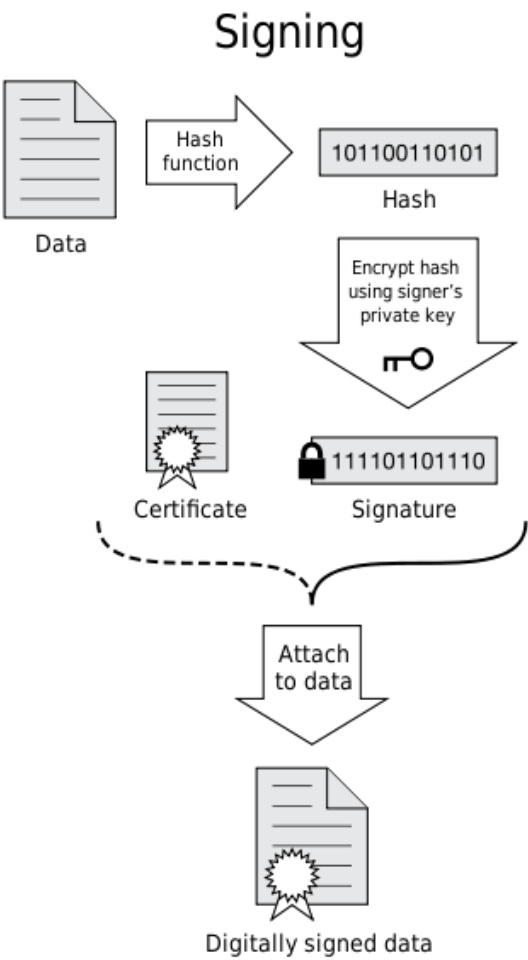 Signing
Hash
function
101100110101
Hash
Data
Encrypt hash
using signer's
private key
111101101110
Certificate
Signature
Attach
to data
Digitally signed data